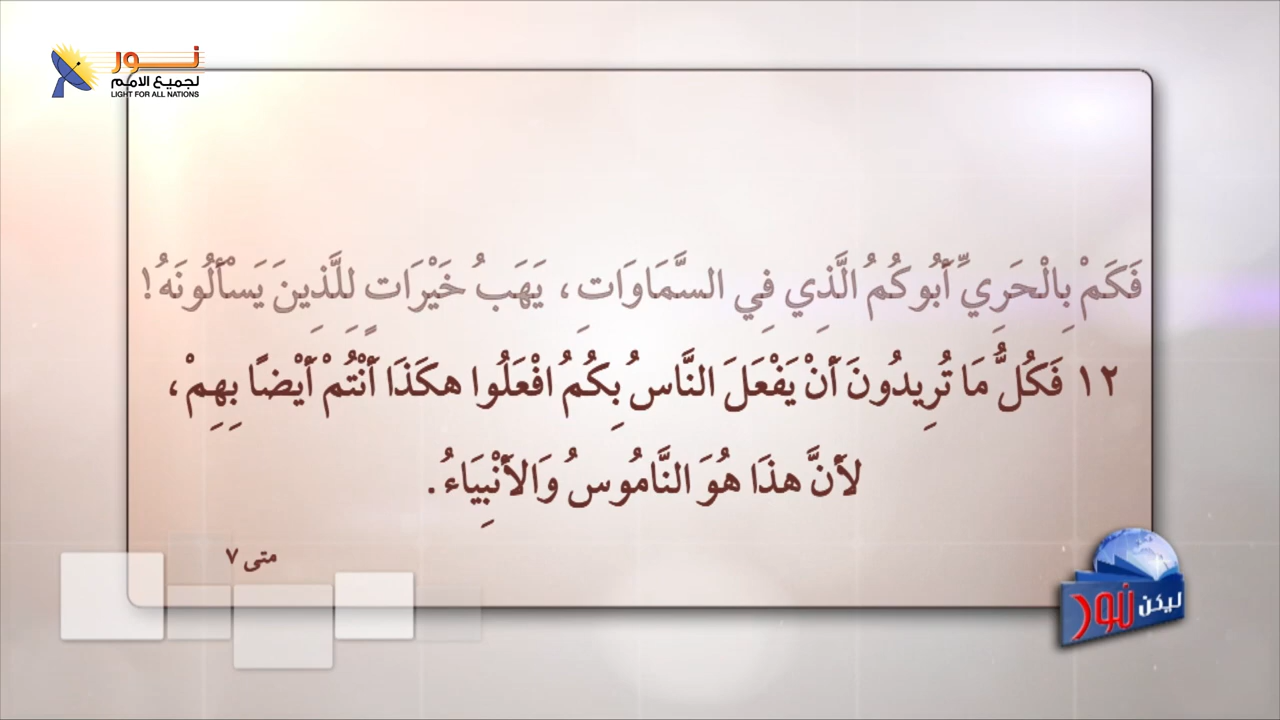 نور
لجميع الامم
LIGHT FOR ALL NATIONS
فَكَمْ بِالْحَرِيِّ أَبُوكُمُ الَّذِي فِي السَّمَاوَاتِ، يَهَبُ خَيْرَاتٍ لِلَّذِينَ يَسْأَلُونَهُ!
١٢ فَكُلُّ مَا تُرِيدُونَ أَنْ يَفْعَلَ النَّاسُ بِكُمُ افْعَلُوا هكَذَا أَنْتُمْ أَيْضًا بِهِمْ،
لأَنَّ هذَا هُوَ النَّامُوسُ وَالأَنْبِيَاءُ.
متى ٧
ليكن نور